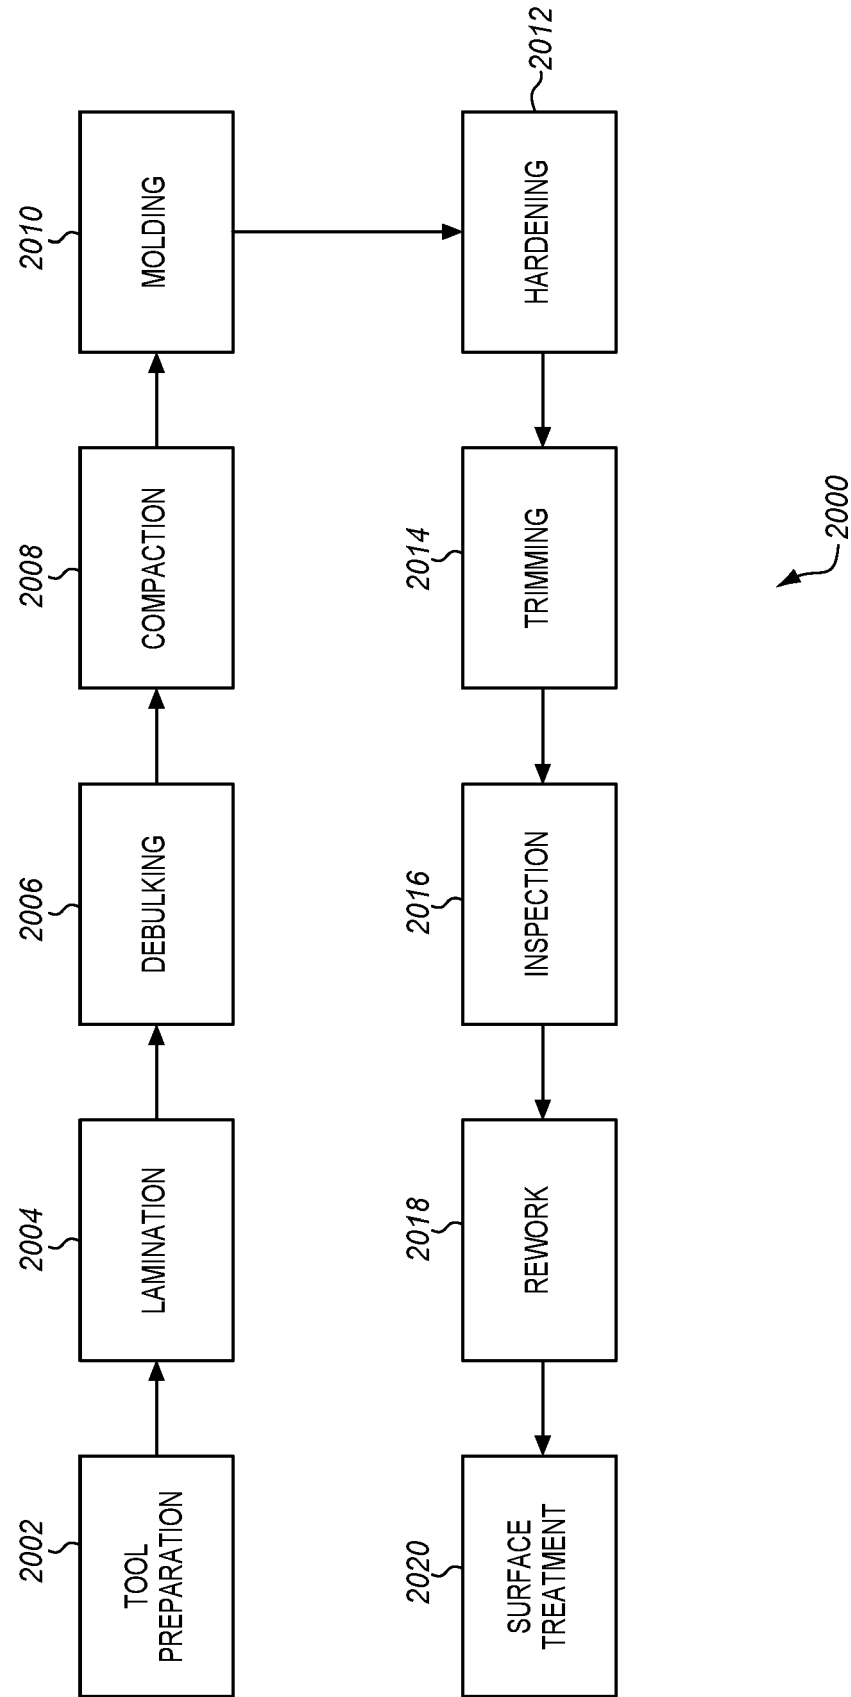 2002
TOOL
PREPARATION
2004
LAMINATION
2006
DEBULKING
2008
COMPACTION
2010
MOLDING
2012
HARDENING
2014
TRIMMING
2016
INSPECTION
2018
REWORK
2020
SURFACE
TREATMENT
2000